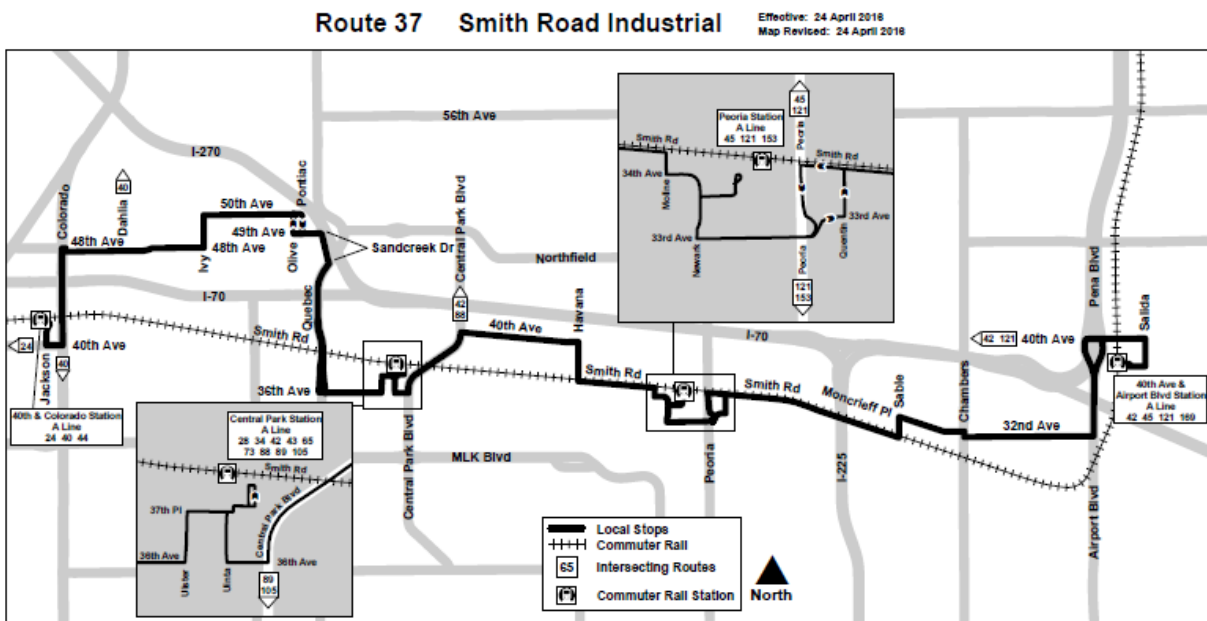 Route 37 Smith Road Industrial
Effective: 24 April 2016
Map Revised: 24 April 2016
56th Ave
I-270
Colorado
Dahlia
40
50th Ave
Pontiac
48th Ave
48th Ave
49th Ave
Ivy
Olive
Sandcreek Dr
Central Park Blvd
Northfield
I-70
Quebec
42
88
40th Ave
Havana
Smith Rd
24
40th Ave
40
Jackson
36th Ave
40th & Colorado Station
A Line
24 40 44
Central Park Station
A Line
28 34 42 43 65
73 88 89 105
Smith Rd
37th Pl
Central Park Blvd
36th Ave
36th Ave
Ulster
Uinta
89
105
Central Park Blvd
MLK Blvd
45
121
Peoria Station
A Line
45 121 153
Peoria
Smith Rd
Smith Rd
34th Ave
Moline
33rd Ave
33rd Ave
Newark
Peoria
Quentin
121
153
I-70
Smith Rd
Smith Rd
Moncrieff Pl
Sable
Chambers
Peoria
I-225
32nd Ave
Pena Blvd
Salida
42 121
40th Ave
40th Ave &
Airport Blvd Station
A Line
42 45 121 169
Airport Blvd
Local Stops
Commuter Rail
65
Intersecting Routes
Commuter Rail Station
North